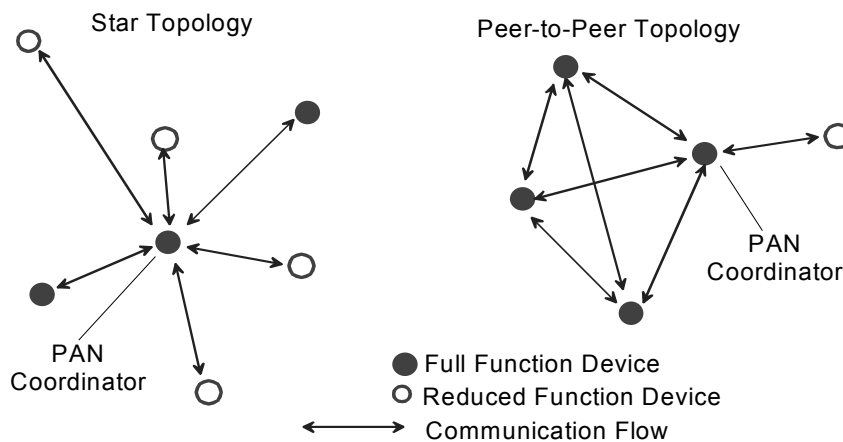 Star Topology
Peer-to-Peer Topology
PAN
Coordinator
PAN
Coordinator
Full Function Device
Reduced Function Device
Communication Flow